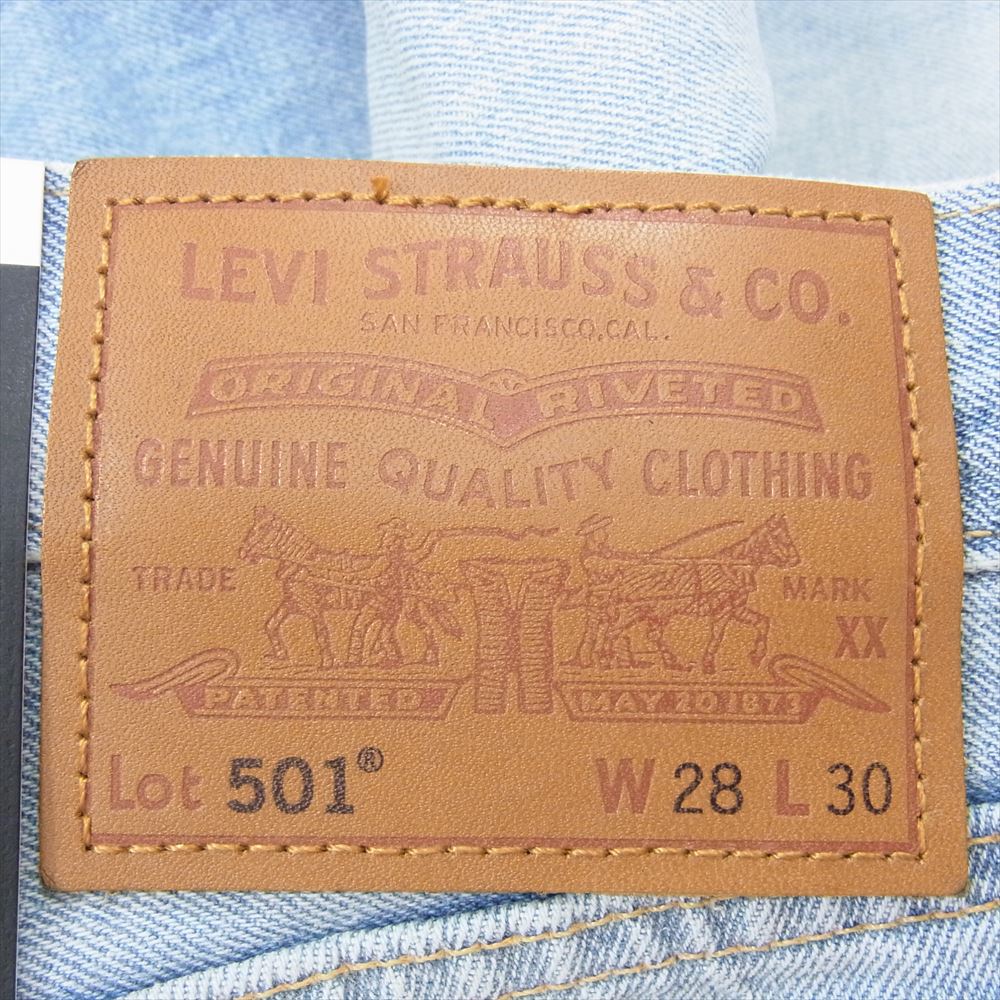 LEVI STRAUSS & CO.
SAN FRANCISCO, CAL.
ORIGINAL RIVETED
GENUINE QUALITY CLOTHING
TRADE MARK
XX
PATENTED MAY 20 1873
Lot 501® W 28 L 30